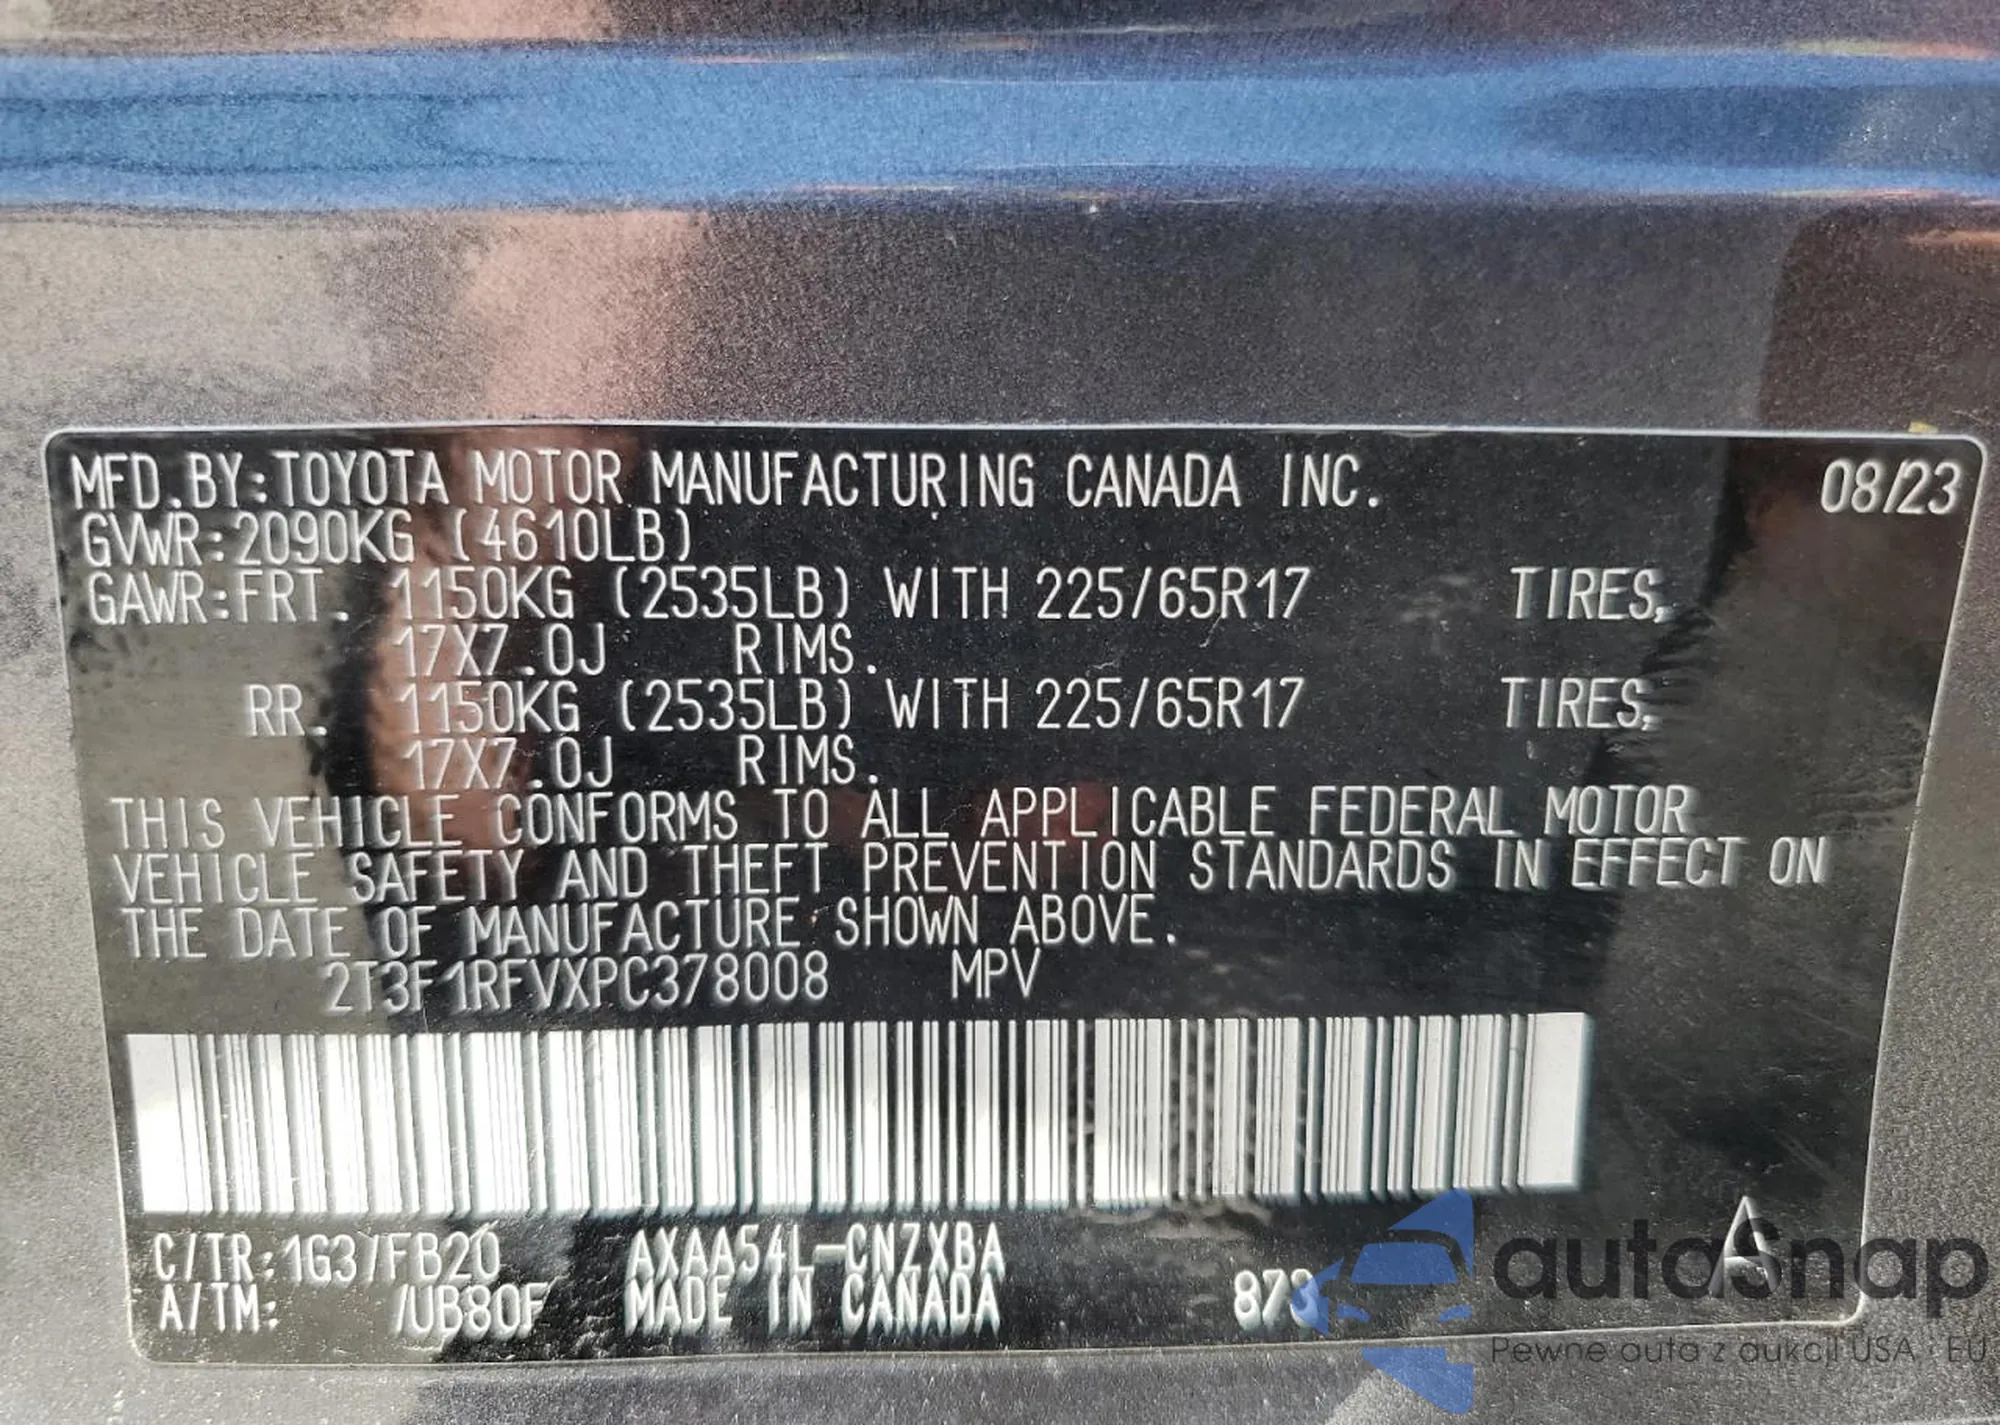 MFD.BY:TOYOTA MOTOR MANUFACTURING CANADA INC. 08/23
GVWR:2090KG (4610LB)
GAWR:FRT. 1150KG (2535LB) WITH 225/65R17 TIRES,
17X7.0J RIMS.
RR. 1150KG (2535LB) WITH 225/65R17 TIRES,
17X7.0J RIMS.
THIS VEHICLE CONFORMS TO ALL APPLICABLE FEDERAL MOTOR
VEHICLE SAFETY AND THEFT PREVENTION STANDARDS IN EFFECT ON
THE DATE OF MANUFACTURE SHOWN ABOVE.
2T3F1RFVXPC378008 MPV
C/TR:1G3/FB20 AXAA54L-CNZXBA A
A/TM: /UB80F MADE IN CANADA
autoSnap
Pewne auta z aukcji USA · EU